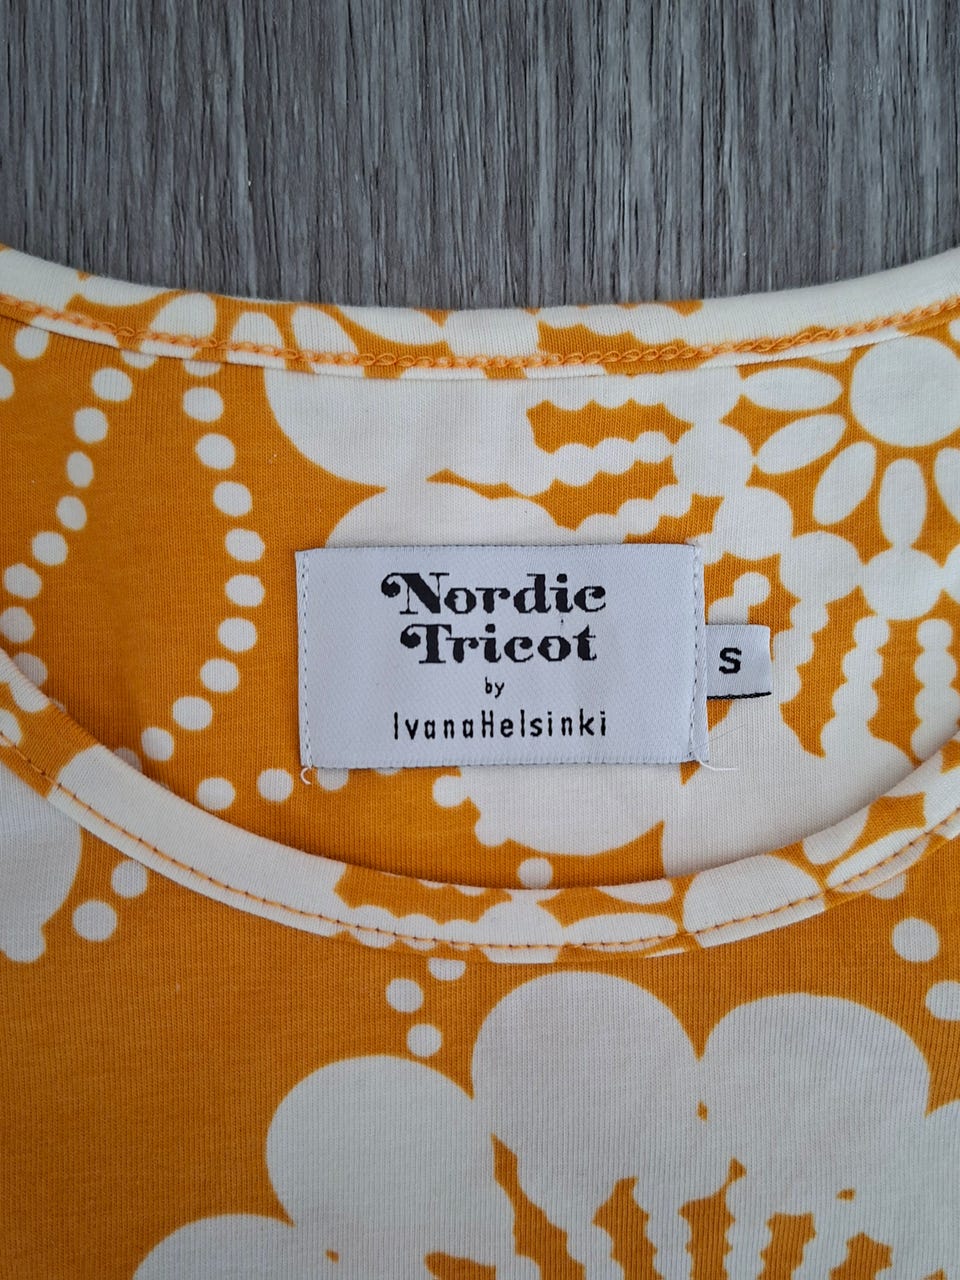 Nordic
Tricot
by
IvanaHelsinki
S